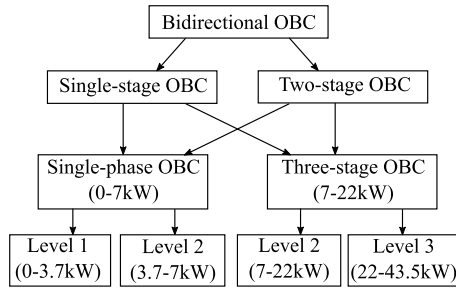 Bidirectional OBC
Single-stage OBC
Two-stage OBC
Single-phase OBC
(0-7kW)
Three-stage OBC
(7-22kW)
Level 1
(0-3.7kW)
Level 2
(3.7-7kW)
Level 2
(7-22kW)
Level 3
(22-43.5kW)